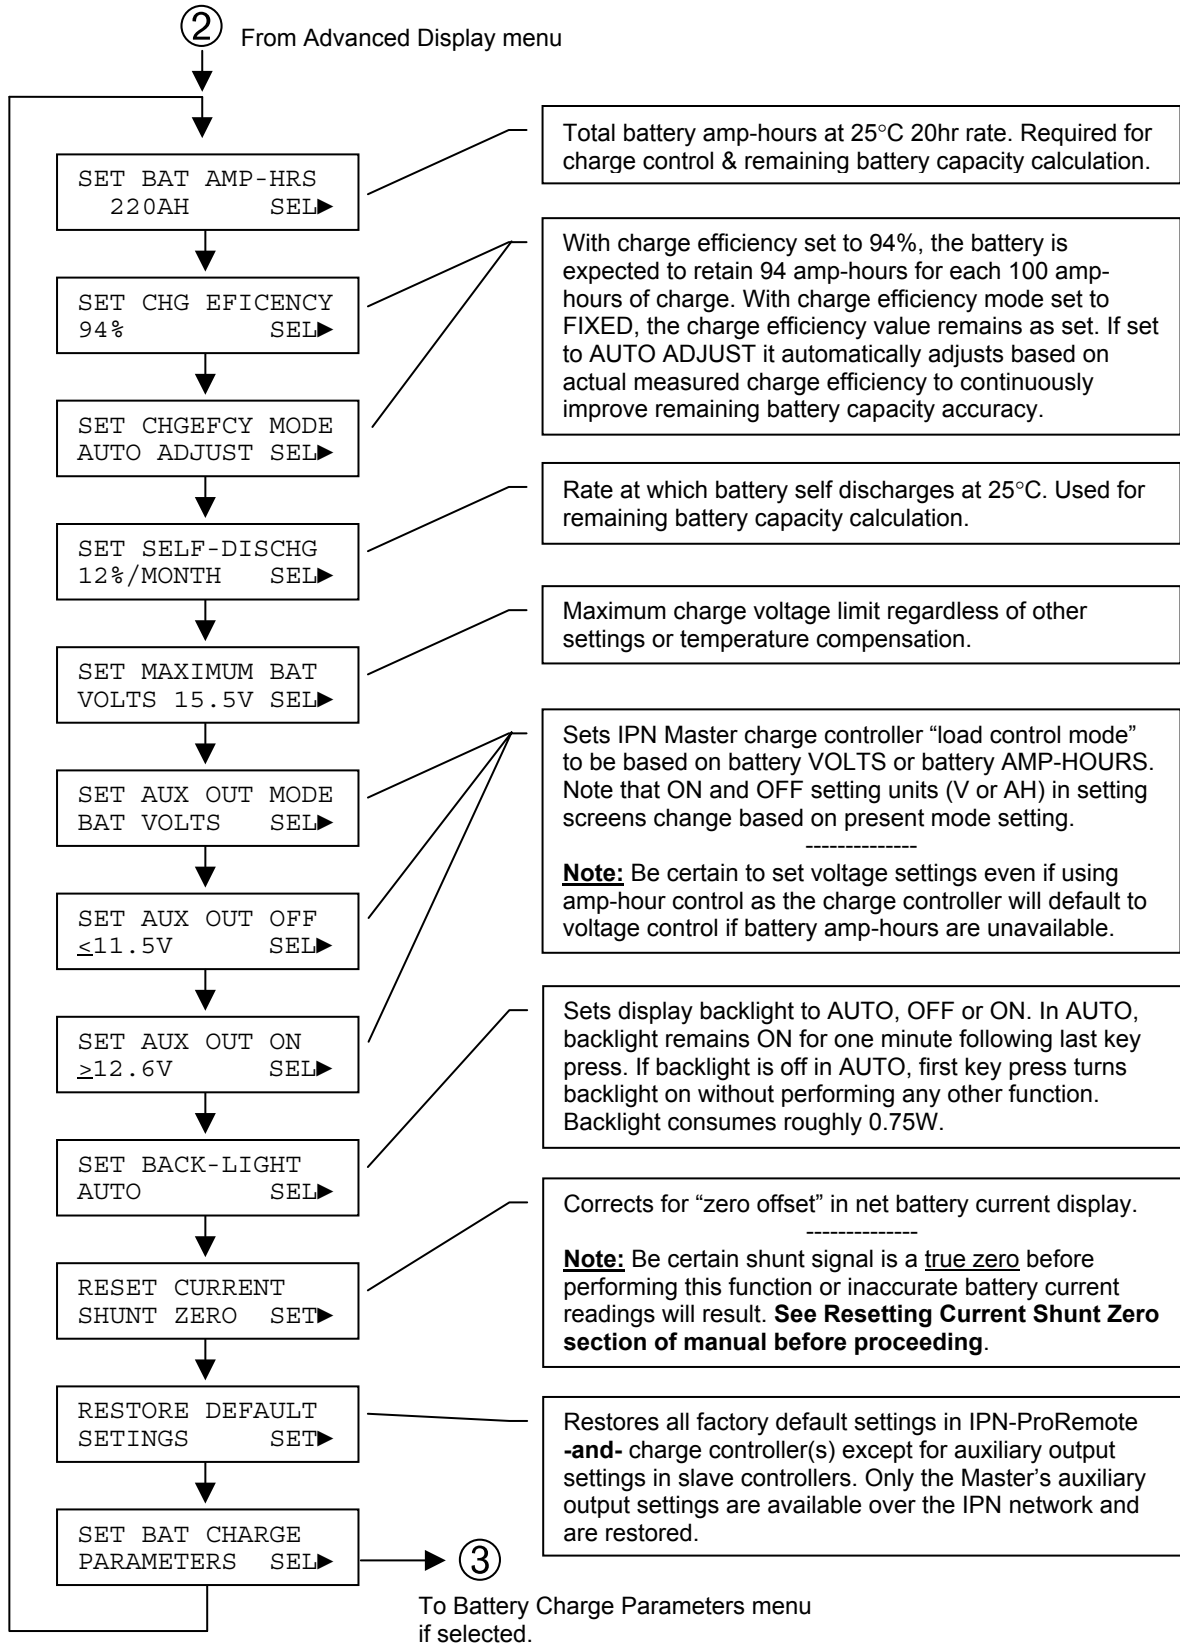 ② From Advanced Display menu
SET BAT AMP-HRS
220AH SEL►
Total battery amp-hours at 25°C 20hr rate. Required for
charge control & remaining battery capacity calculation.
SET CHG EFICENCY
94% SEL►
SET CHGEFCY MODE
AUTO ADJUST SEL►
With charge efficiency set to 94%, the battery is
expected to retain 94 amp-hours for each 100 amp-
hours of charge. With charge efficiency mode set to
FIXED, the charge efficiency value remains as set. If set
to AUTO ADJUST it automatically adjusts based on
actual measured charge efficiency to continuously
improve remaining battery capacity accuracy.
SET SELF-DISCHG
12%/MONTH SEL►
Rate at which battery self discharges at 25°C. Used for
remaining battery capacity calculation.
SET MAXIMUM BAT
VOLTS 15.5V SEL►
Maximum charge voltage limit regardless of other
settings or temperature compensation.
SET AUX OUT MODE
BAT VOLTS SEL►
SET AUX OUT OFF
≤11.5V SEL►
SET AUX OUT ON
≥12.6V SEL►
Sets IPN Master charge controller “load control mode”
to be based on battery VOLTS or battery AMP-HOURS.
Note that ON and OFF setting units (V or AH) in setting
screens change based on present mode setting.
--------------
Note: Be certain to set voltage settings even if using
amp-hour control as the charge controller will default to
voltage control if battery amp-hours are unavailable.
SET BACK-LIGHT
AUTO SEL►
Sets display backlight to AUTO, OFF or ON. In AUTO,
backlight remains ON for one minute following last key
press. If backlight is off in AUTO, first key press turns
backlight on without performing any other function.
Backlight consumes roughly 0.75W.
RESET CURRENT
SHUNT ZERO SET►
Corrects for “zero offset” in net battery current display.
--------------
Note: Be certain shunt signal is a true zero before
performing this function or inaccurate battery current
readings will result. See Resetting Current Shunt Zero
section of manual before proceeding.
RESTORE DEFAULT
SETINGS SET►
Restores all factory default settings in IPN-ProRemote
-and- charge controller(s) except for auxiliary output
settings in slave controllers. Only the Master’s auxiliary
output settings are available over the IPN network and
are restored.
SET BAT CHARGE
PARAMETERS SEL►
③
To Battery Charge Parameters menu
if selected.